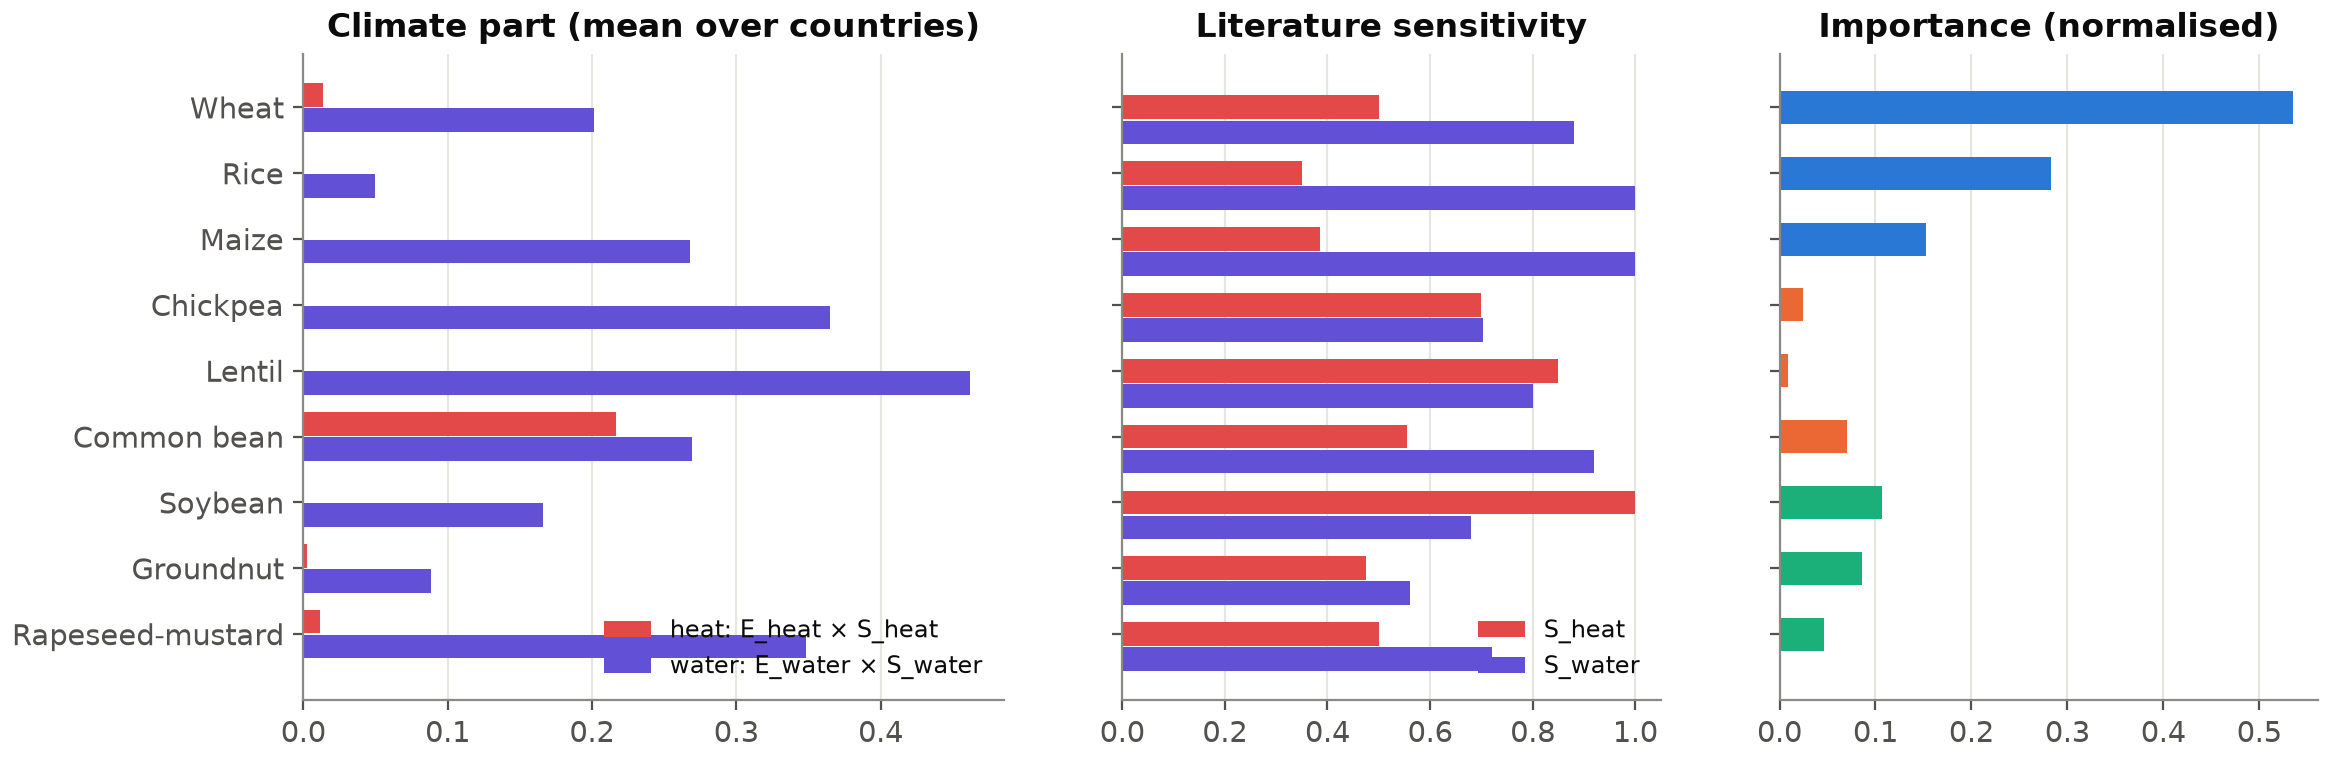 Climate part (mean over countries)
Literature sensitivity
Importance (normalised)
Wheat
Rice
Maize
Chickpea
Lentil
Common bean
Soybean
Groundnut
Rapeseed-mustard
heat: E_heat × S_heat
water: E_water × S_water
S_heat
S_water
0.0 0.1 0.2 0.3 0.4
0.0 0.2 0.4 0.6 0.8 1.0
0.0 0.1 0.2 0.3 0.4 0.5